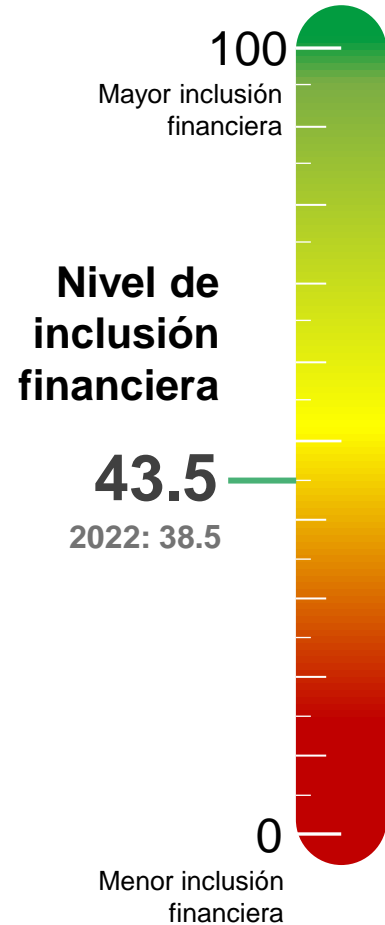 100
Mayor inclusión
financiera
Nivel de
inclusión
financiera
43.5
2022: 38.5
0
Menor inclusión
financiera